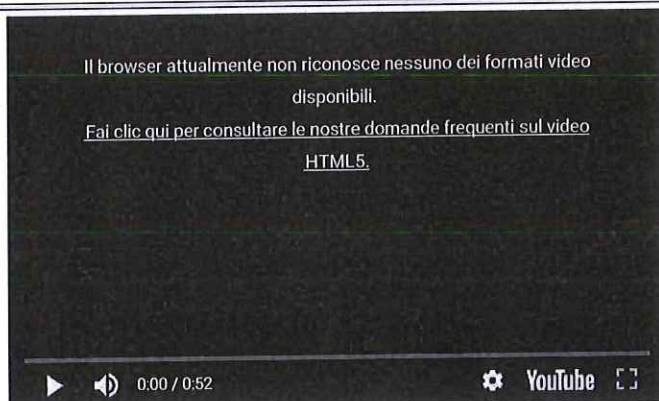 Il browser attualmente non riconosce nessuno dei formati video
disponibili.
Fai clic qui per consultare le nostre domande frequenti sul video
HTML5.
0:00 / 0:52
YouTube